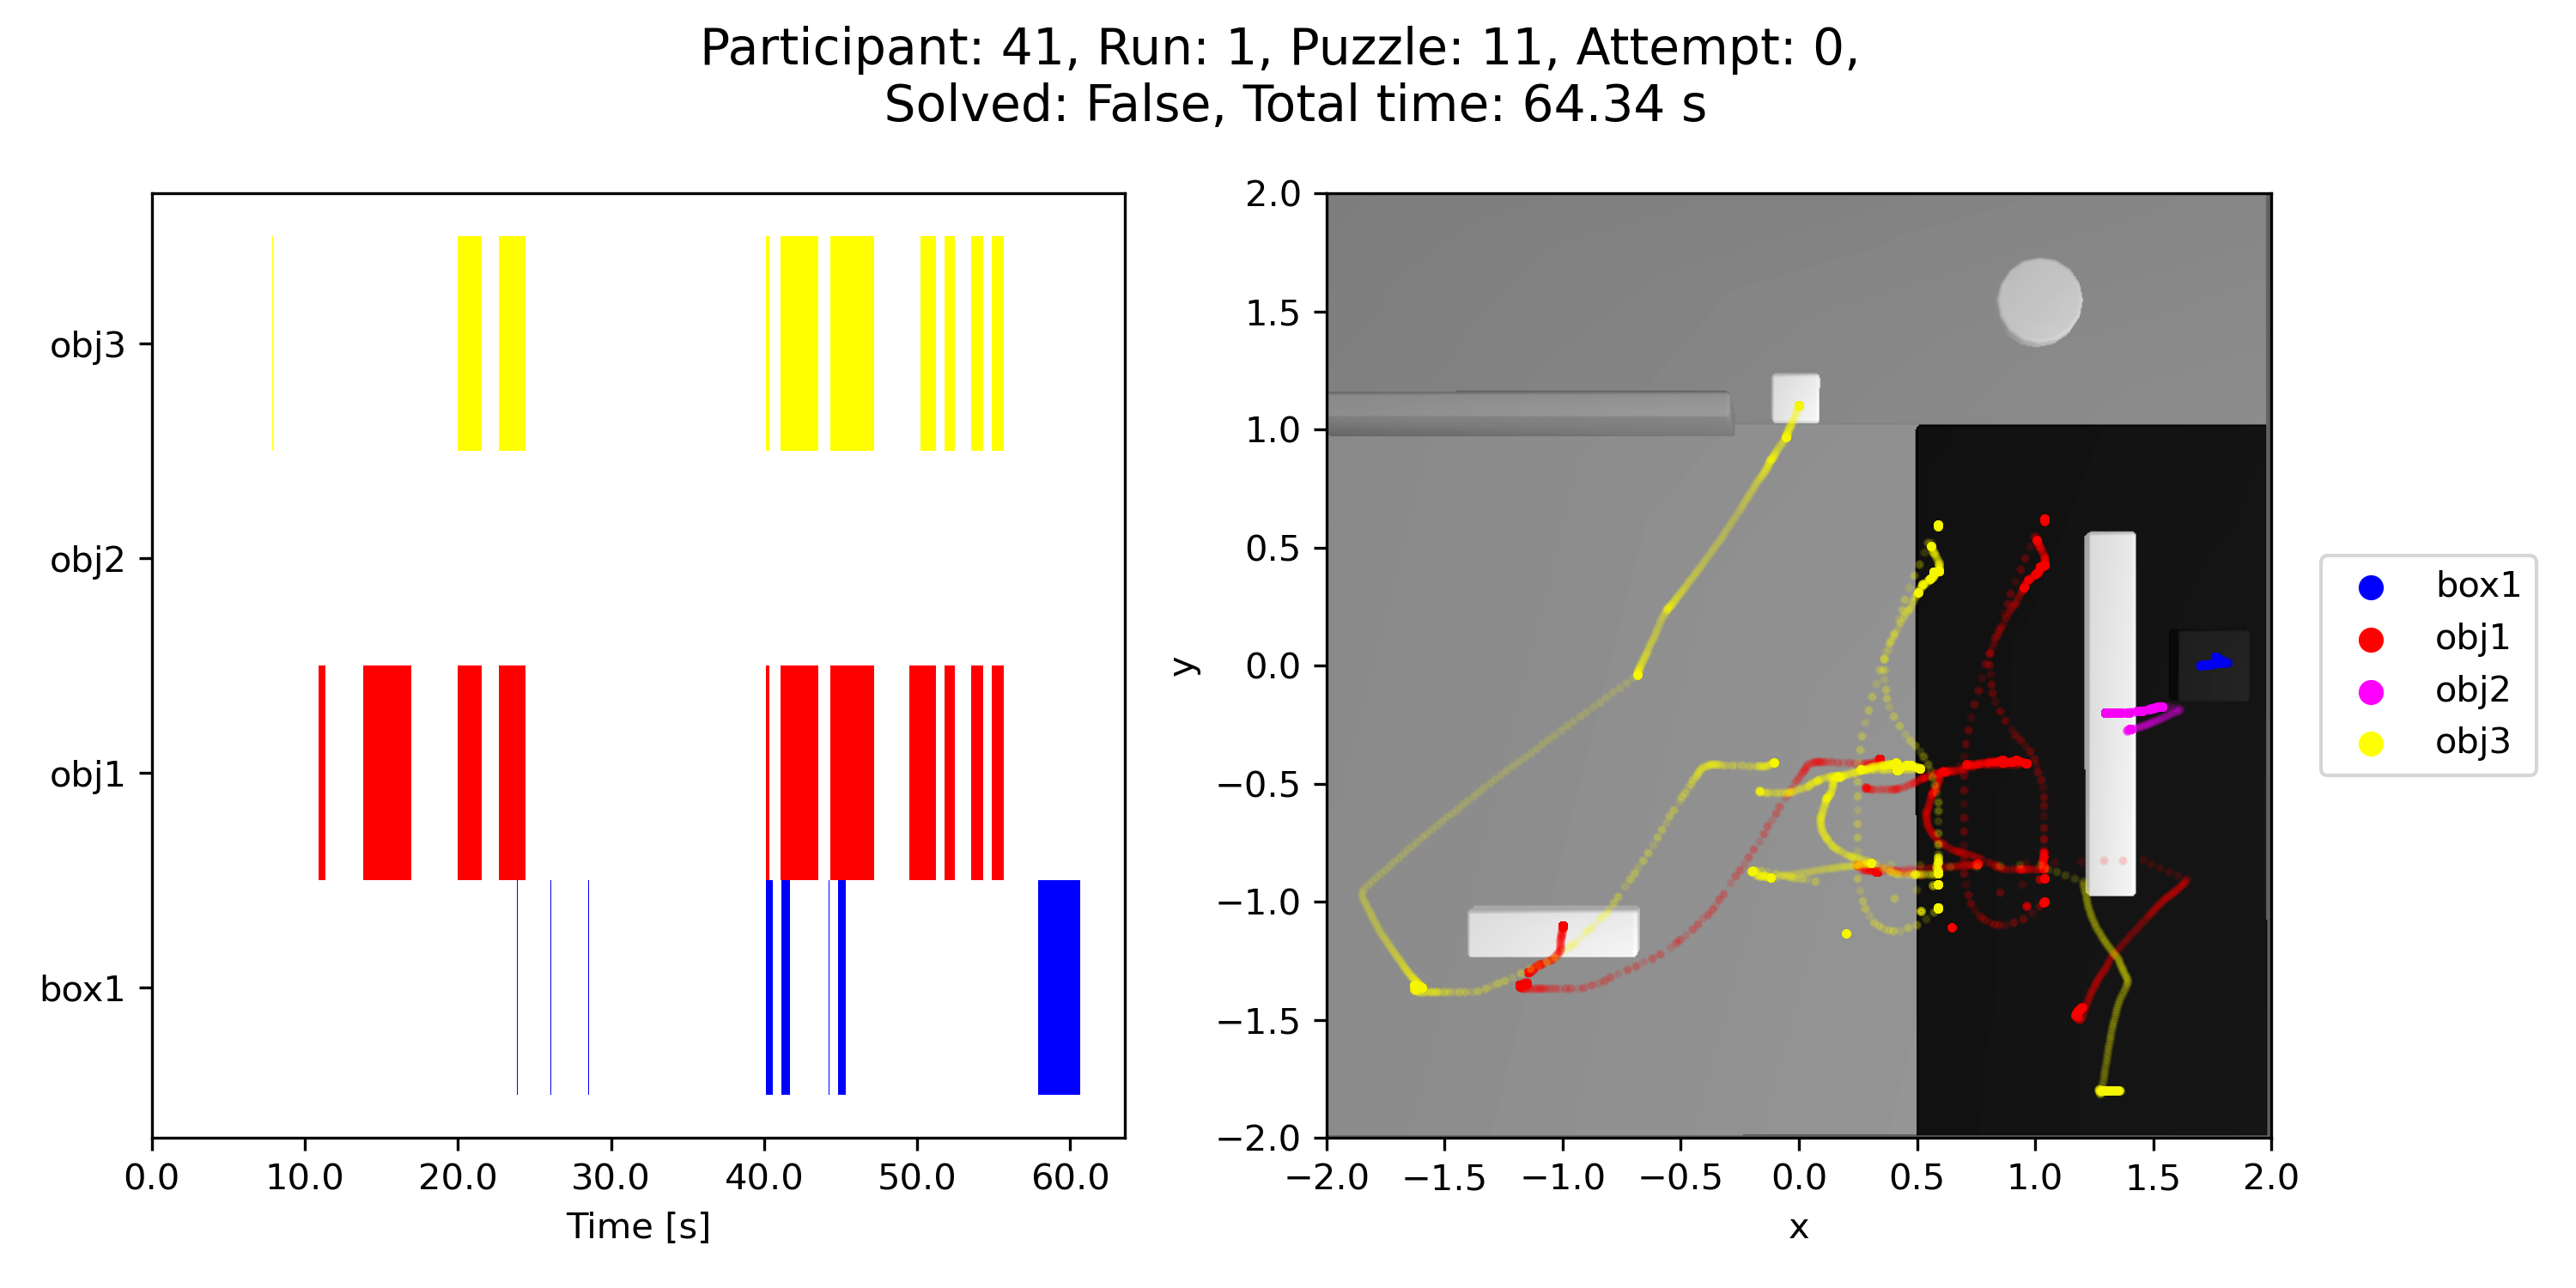 Participant: 41, Run: 1, Puzzle: 11, Attempt: 0,
Solved: False, Total time: 64.34 s
obj3
obj2
obj1
box1
0.0 10.0 20.0 30.0 40.0 50.0 60.0
Time [s]
2.0
1.5
1.0
0.5
0.0
−0.5
−1.0
−1.5
−2.0
y
−2.0 −1.5 −1.0 −0.5 0.0 0.5 1.0 1.5 2.0
x
box1
obj1
obj2
obj3